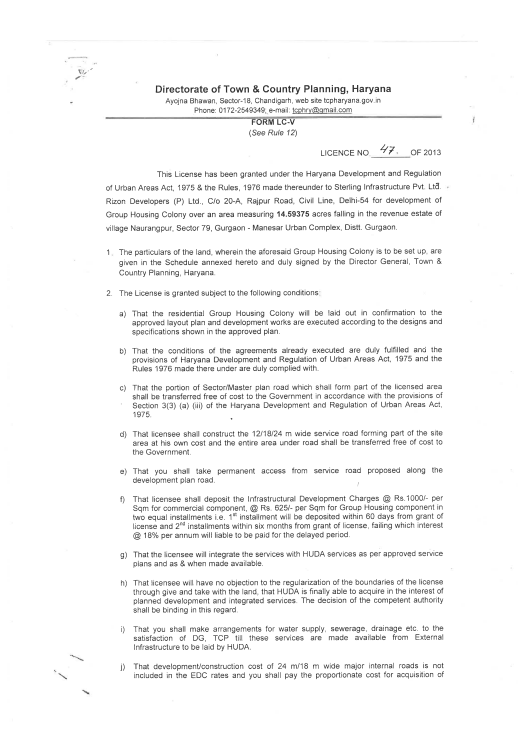 Directorate of Town & Country Planning, Haryana
Ayojna Bhawan, Sector-18, Chandigarh, web site tcpharyana.gov.in
Phone: 0172-2549349; e-mail: tcphry@gmail.com
FORM LC-V
(See Rule 12)
LICENCE NO 47. OF 2013
This License has been granted under the Haryana Development and Regulation
of Urban Areas Act, 1975 & the Rules, 1976 made thereunder to Sterling Infrastructure Pvt. Ltd.
Rizon Developers (P) Ltd., C/o 20-A, Rajpur Road, Civil Line, Delhi-54 for development of
Group Housing Colony over an area measuring 14.59375 acres falling in the revenue estate of
village Naurangpur, Sector 79, Gurgaon - Manesar Urban Complex, Distt. Gurgaon.
1. The particulars of the land, wherein the aforesaid Group Housing Colony is to be set up, are
given in the Schedule annexed hereto and duly signed by the Director General, Town &
Country Planning, Haryana.
2. The License is granted subject to the following conditions:
a) That the residential Group Housing Colony will be laid out in confirmation to the
approved layout plan and development works are executed according to the designs and
specifications shown in the approved plan.
b) That the conditions of the agreements already executed are duly fulfilled and the
provisions of Haryana Development and Regulation of Urban Areas Act, 1975 and the
Rules 1976 made there under are duly complied with.
c) That the portion of Sector/Master plan road which shall form part of the licensed area
shall be transferred free of cost to the Government in accordance with the provisions of
Section 3(3) (a) (iii) of the Haryana Development and Regulation of Urban Areas Act,
1975.
d) That licensee shall construct the 12/18/24 m wide service road forming part of the site
area at his own cost and the entire area under road shall be transferred free of cost to
the Government.
e) That you shall take permanent access from service road proposed along the
development plan road.
f) That licensee shall deposit the Infrastructural Development Charges @ Rs.1000/- per
Sqm for commercial component, @ Rs. 625/- per Sqm for Group Housing component in
two equal installments i.e. 1st installment will be deposited within 60 days from grant of
license and 2nd installments within six months from grant of license, failing which interest
@ 18% per annum will liable to be paid for the delayed period.
g) That the licensee will integrate the services with HUDA services as per approved service
plans and as & when made available.
h) That licensee will have no objection to the regularization of the boundaries of the license
through give and take with the land, that HUDA is finally able to acquire in the interest of
planned development and integrated services. The decision of the competent authority
shall be binding in this regard.
i) That you shall make arrangements for water supply, sewerage, drainage etc. to the
satisfaction of DG, TCP till these services are made available from External
Infrastructure to be laid by HUDA.
j) That development/construction cost of 24 m/18 m wide major internal roads is not
included in the EDC rates and you shall pay the proportionate cost for acquisition of